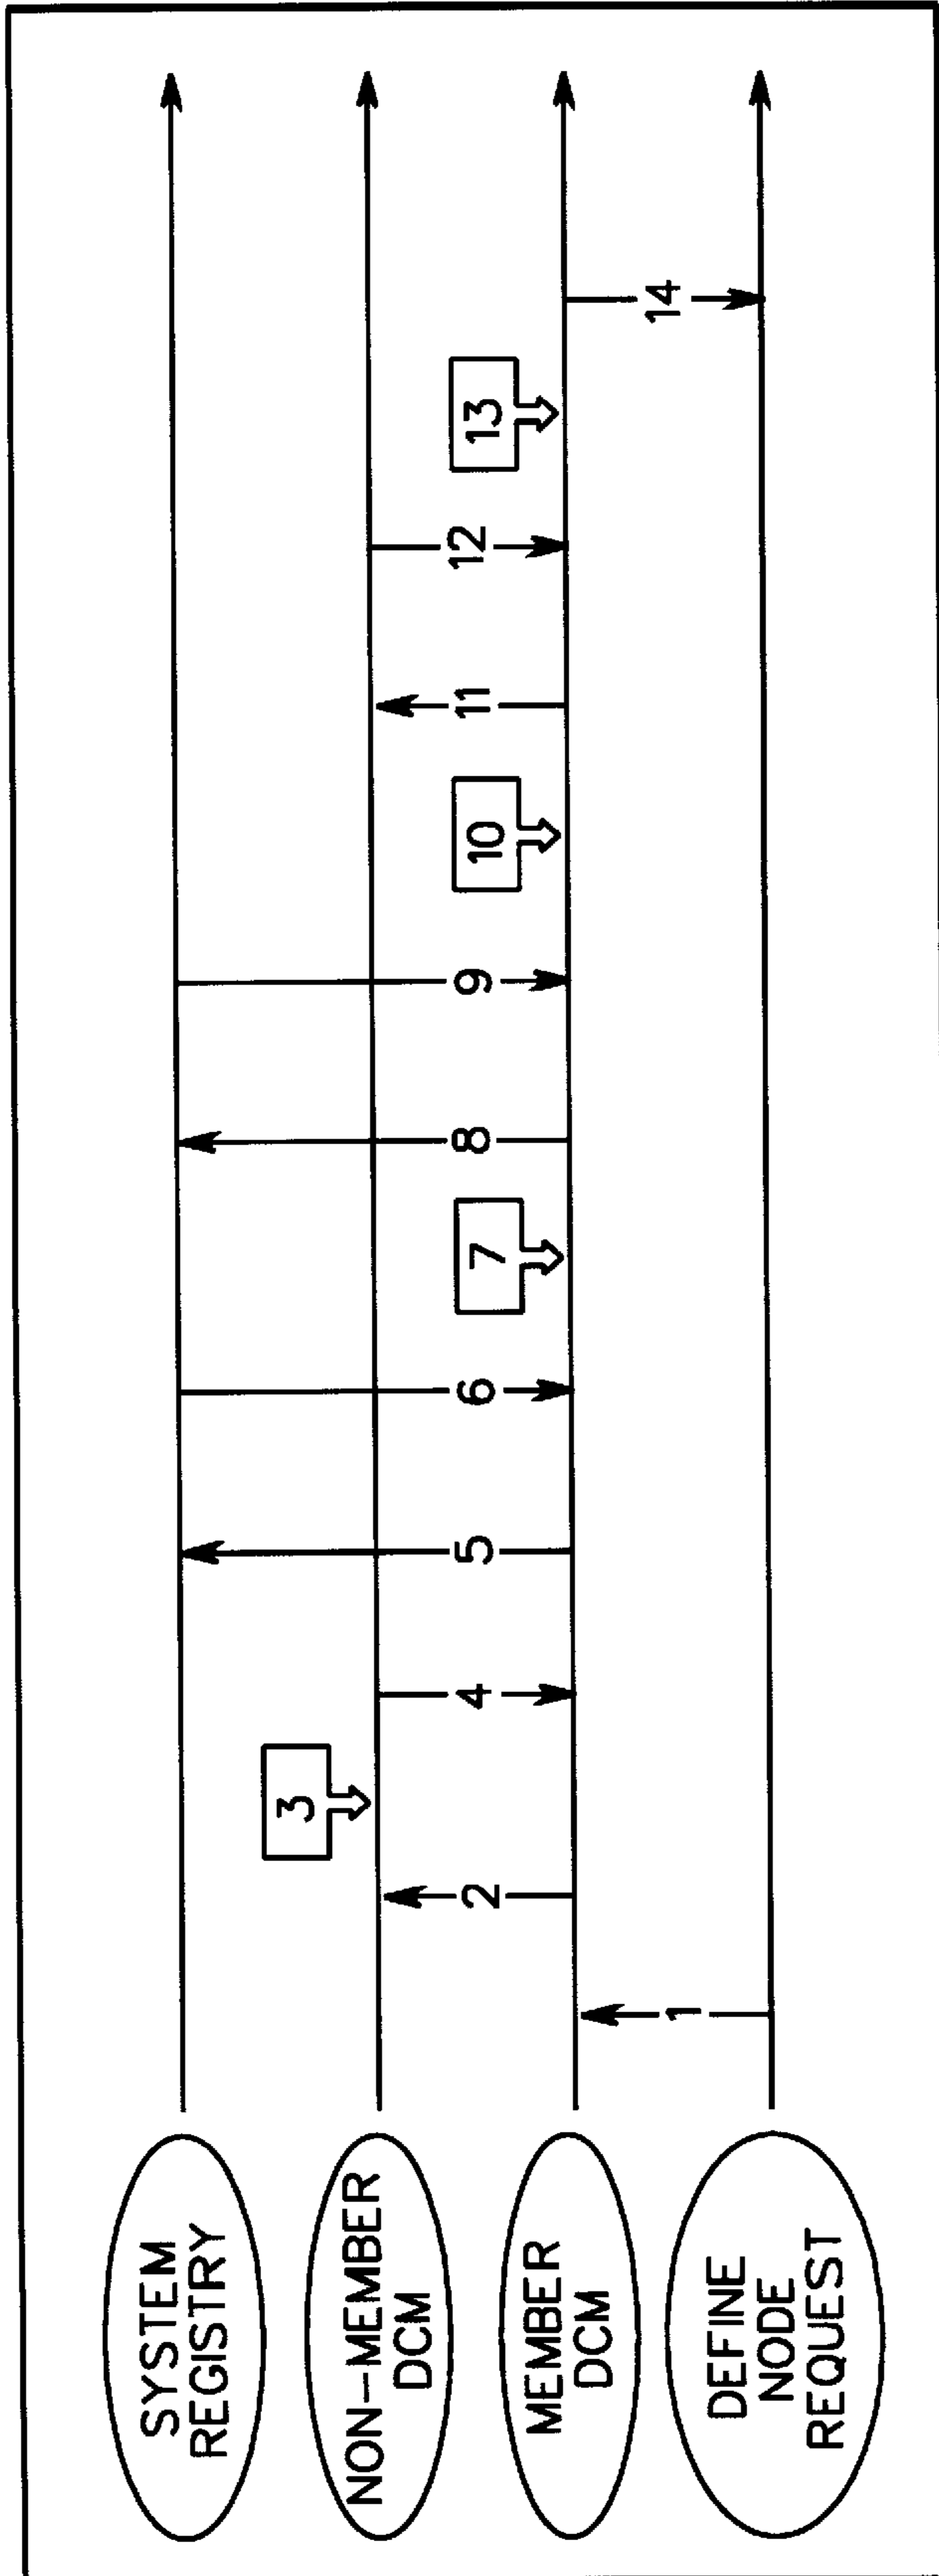 SYSTEM
REGISTRY
NON-MEMBER
DCM
MEMBER
DCM
DEFINE
NODE
REQUEST
1
2
3
4
5
6
7
8
9
10
11
12
13
14